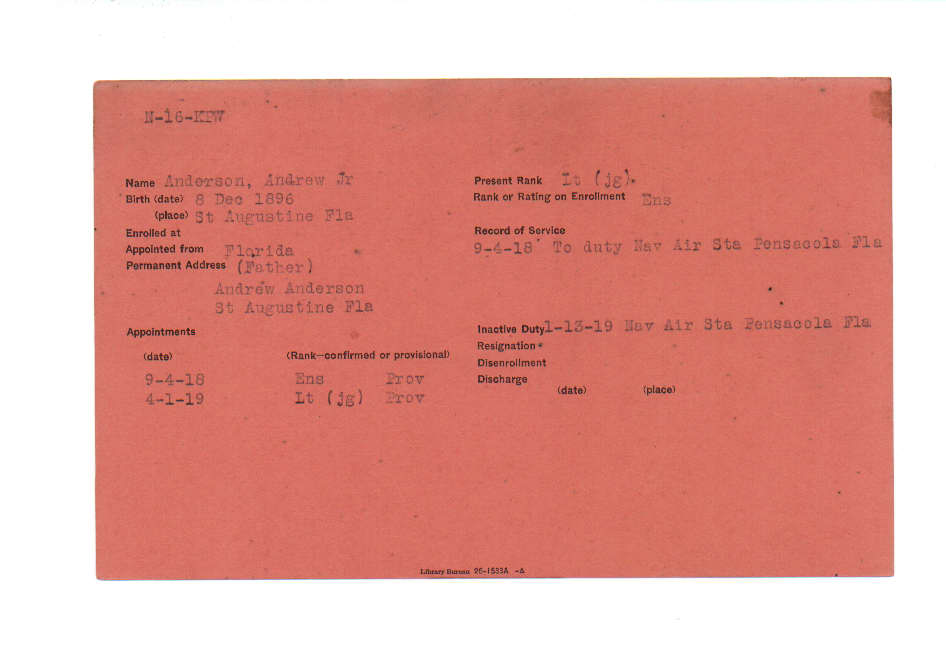 N-16-KPW
Name Anderson, Andrew Jr
Birth (date) 8 Dec 1896
(place) St Augustine Fla
Enrolled at
Appointed from Florida
Permanent Address (Father)
Andrew Anderson
St Augustine Fla
Appointments
(date) (Rank—confirmed or provisional)
9-4-18 Ens Prov
4-1-19 Lt (jg) Prov
Present Rank Lt (jg)
Rank or Rating on Enrollment Ens
Record of Service
9-4-18 To duty Nav Air Sta Pensacola Fla
Inactive Duty 1-13-19 Nav Air Sta Pensacola Fla
Resignation
Disenrollment
Discharge
(date) (place)
Library Bureau 26-1533A -A